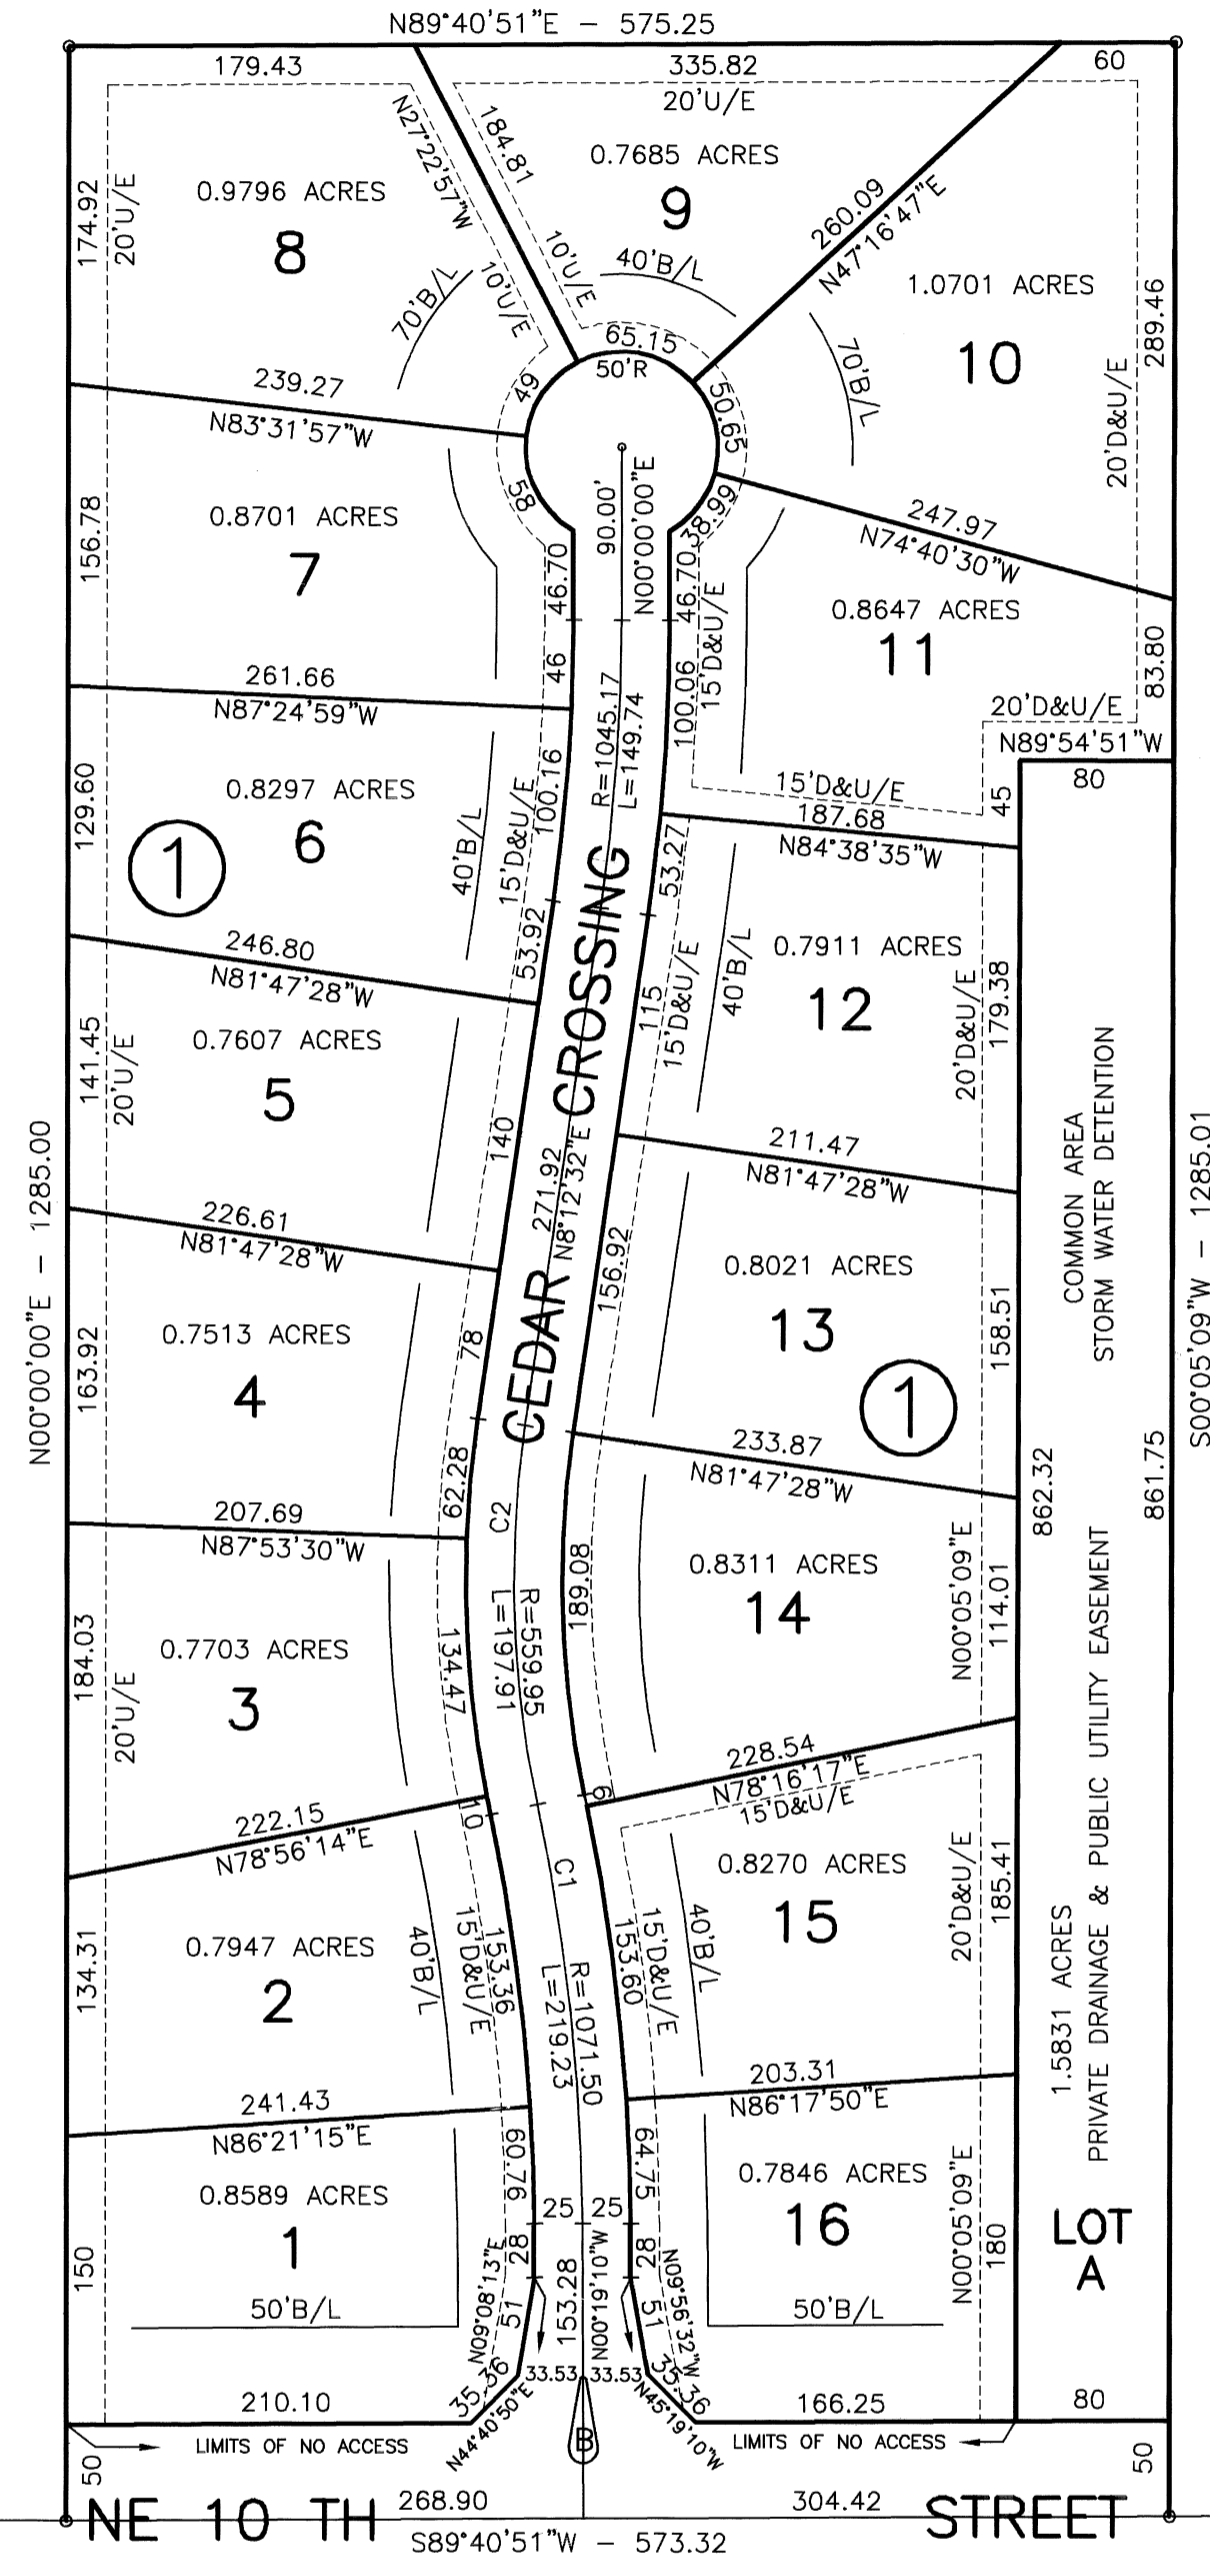 N89°40'51"E - 575.25
179.43
335.82
60
20'U/E
174.92
20'U/E
0.9796 ACRES
8
N27°22'57"W
184.81
10'U/E
10'U/E
70'B/L
0.7685 ACRES
9
40'B/L
65.15
50'R
260.09
N47°16'47"E
1.0701 ACRES
10
70'B/L
289.46
20'D&U/E
239.27
N83°31'57"W
49
50.65
58
38.99
90.00'
N00°00'00"E
247.97
N74°40'30"W
156.78
0.8701 ACRES
7
46.70
46.70
46
15'D&U/E
0.8647 ACRES
11
83.80
20'D&U/E
N89°54'51"W
80
261.66
N87°24'59"W
R=1045.17
L=149.74
100.06
15'D&U/E
45
187.68
N84°38'35"W
129.60
0.8297 ACRES
6
1
40'B/L
15'D&U/E
100.16
53.92
53.27
246.80
N81°47'28"W
0.7911 ACRES
12
115
15'D&U/E
40'B/L
20'D&U/E
179.38
141.45
20'U/E
0.7607 ACRES
5
140
CEDAR CROSSING
271.92
N8°12'32"E
211.47
N81°47'28"W
COMMON AREA
STORM WATER DETENTION
N00°00'00"E - 1285.00
S00°05'09"W - 1285.01
226.61
N81°47'28"W
163.92
0.7513 ACRES
4
78
62.28
156.92
0.8021 ACRES
13
1
158.51
233.87
N81°47'28"W
862.32
861.75
207.69
N87°53'30"W
C2
R=559.95
L=197.91
189.08
0.8311 ACRES
14
N00°05'09"E
114.01
184.03
20'U/E
0.7703 ACRES
3
134.47
228.54
N78°16'17"E
15'D&U/E
6
222.15
N78°56'14"E
10
C1
0.8270 ACRES
15
20'D&U/E
185.41
134.31
0.7947 ACRES
2
40'B/L
15'D&U/E
153.36
R=1071.50
L=219.23
153.60
15'D&U/E
40'B/L
1.5831 ACRES
PRIVATE DRAINAGE & PUBLIC UTILITY EASEMENT
241.43
N86°21'15"E
203.31
N86°17'50"E
0.8589 ACRES
1
150
50'B/L
60.76
25
25
64.75
28
28
N09°08'13"E
51
153.28
N00°19'10"W
51
N09°56'32"W
0.7846 ACRES
16
50'B/L
N00°05'09"E
180
LOT
A
33.53
33.53
35.36
35.36
N44°40'50"E
N45°19'10"W
210.10
166.25
80
LIMITS OF NO ACCESS
LIMITS OF NO ACCESS
B
50
50
NE 10 TH STREET
268.90
304.42
S89°40'51"W - 573.32